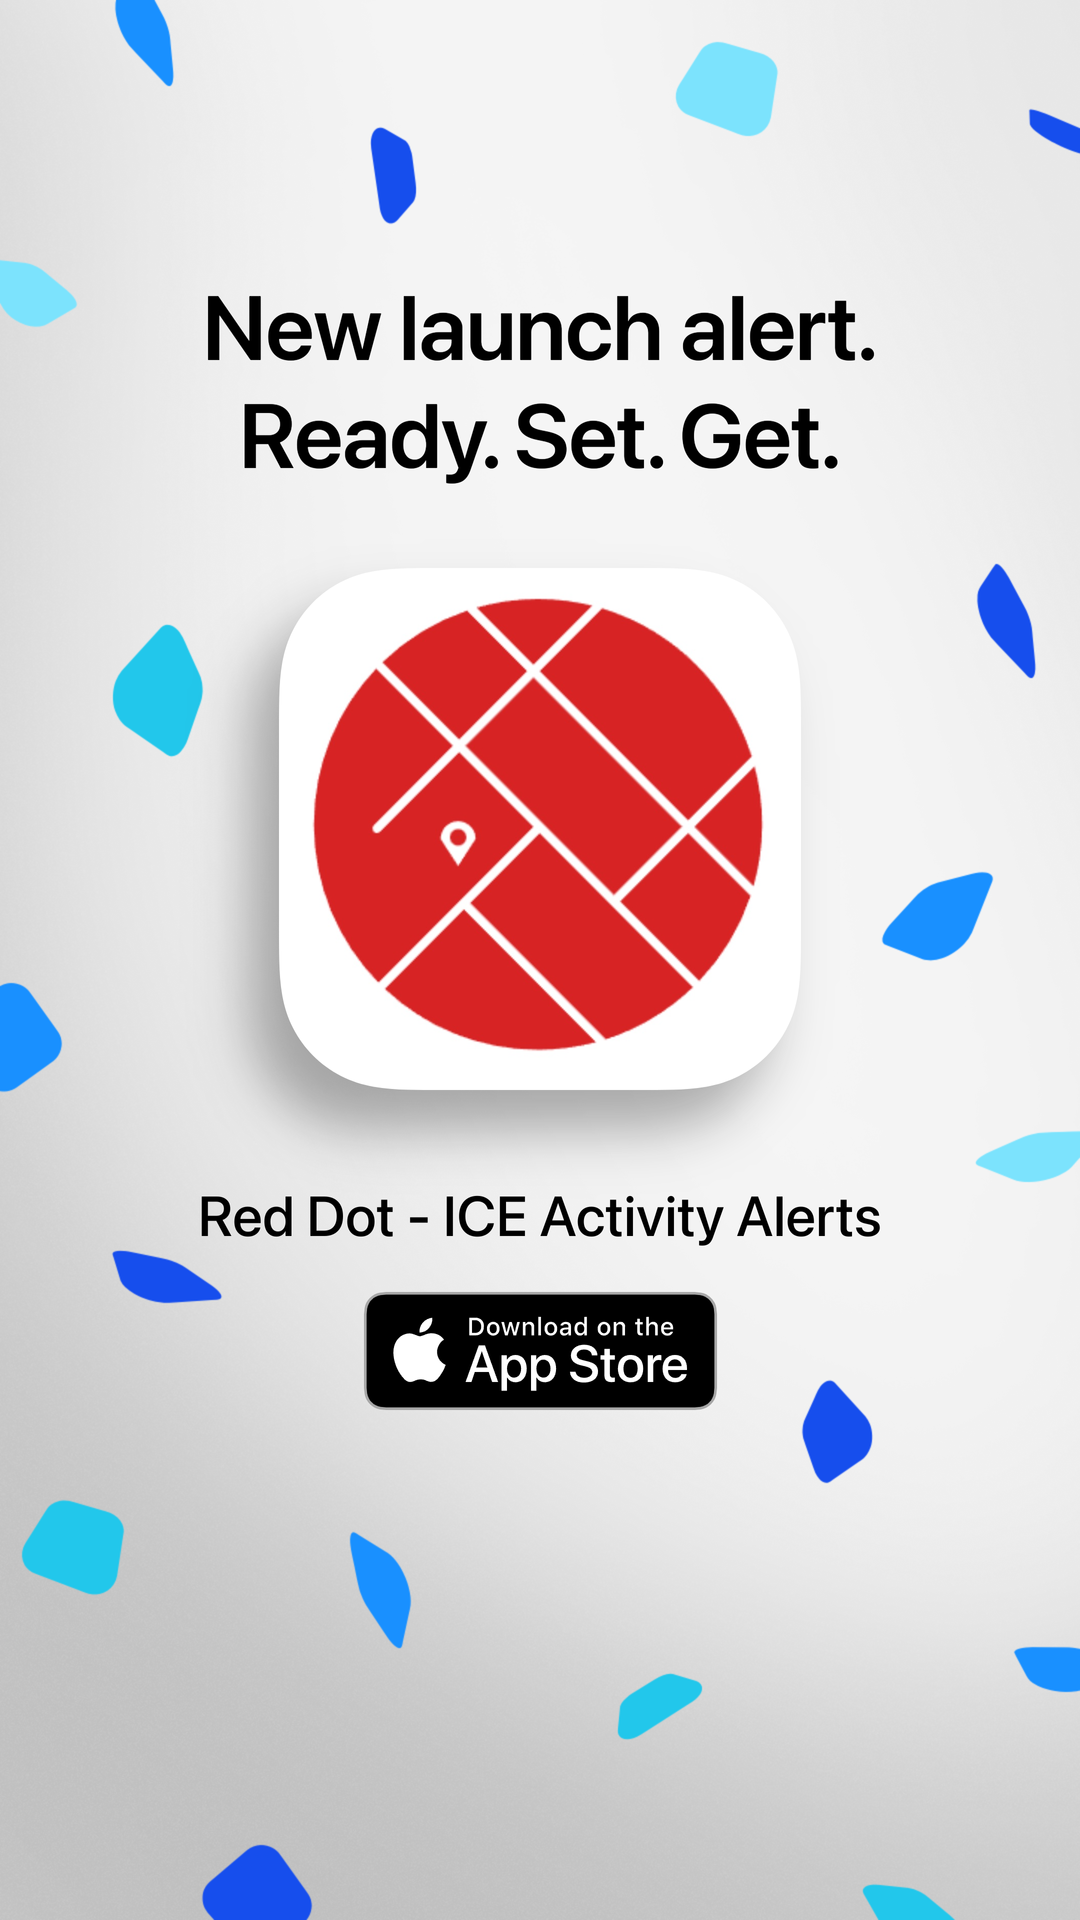 New launch alert.
Ready. Set. Get.
Red Dot - ICE Activity Alerts
Download on the
App Store